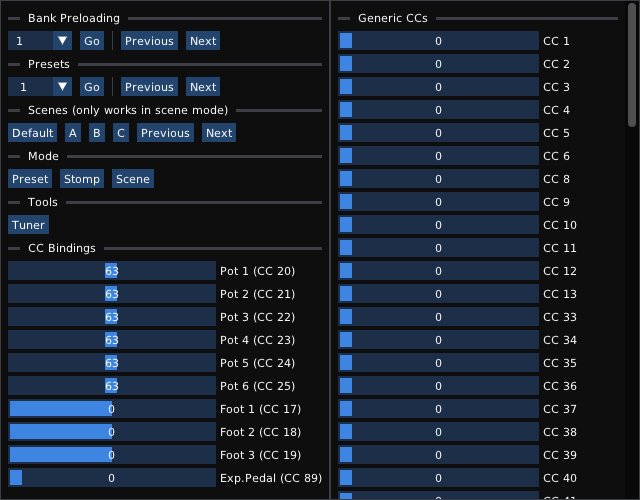 Bank Preloading
1 Go Previous Next
Presets
1 Go Previous Next
Scenes (only works in scene mode)
Default A B C Previous Next
Mode
Preset Stomp Scene
Tools
Tuner
CC Bindings
63 Pot 1 (CC 20)
63 Pot 2 (CC 21)
63 Pot 3 (CC 22)
63 Pot 4 (CC 23)
63 Pot 5 (CC 24)
63 Pot 6 (CC 25)
0 Foot 1 (CC 17)
0 Foot 2 (CC 18)
0 Foot 3 (CC 19)
0 Exp.Pedal (CC 89)
Generic CCs
0 CC 1
0 CC 2
0 CC 3
0 CC 4
0 CC 5
0 CC 6
0 CC 8
0 CC 9
0 CC 10
0 CC 11
0 CC 12
0 CC 13
0 CC 33
0 CC 34
0 CC 35
0 CC 36
0 CC 37
0 CC 38
0 CC 39
0 CC 40